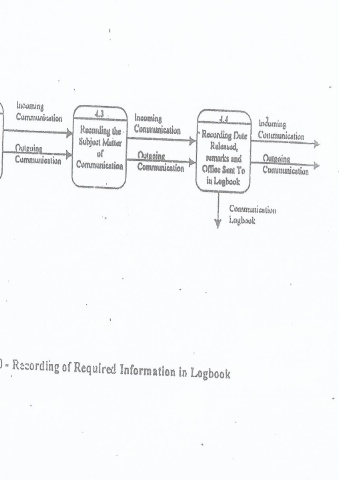 Incoming
Communication
Outgoing
Communication
4.3
Recording the
Subject Matter
of
Communication
Incoming
Communication
Outgoing
Communication
4.4
Recording Date
Released,
remarks and
Office Sent To
in Logbook
Incoming
Communication
Outgoing
Communication
Communication
Logbook
0 - Recording of Required Information in Logbook